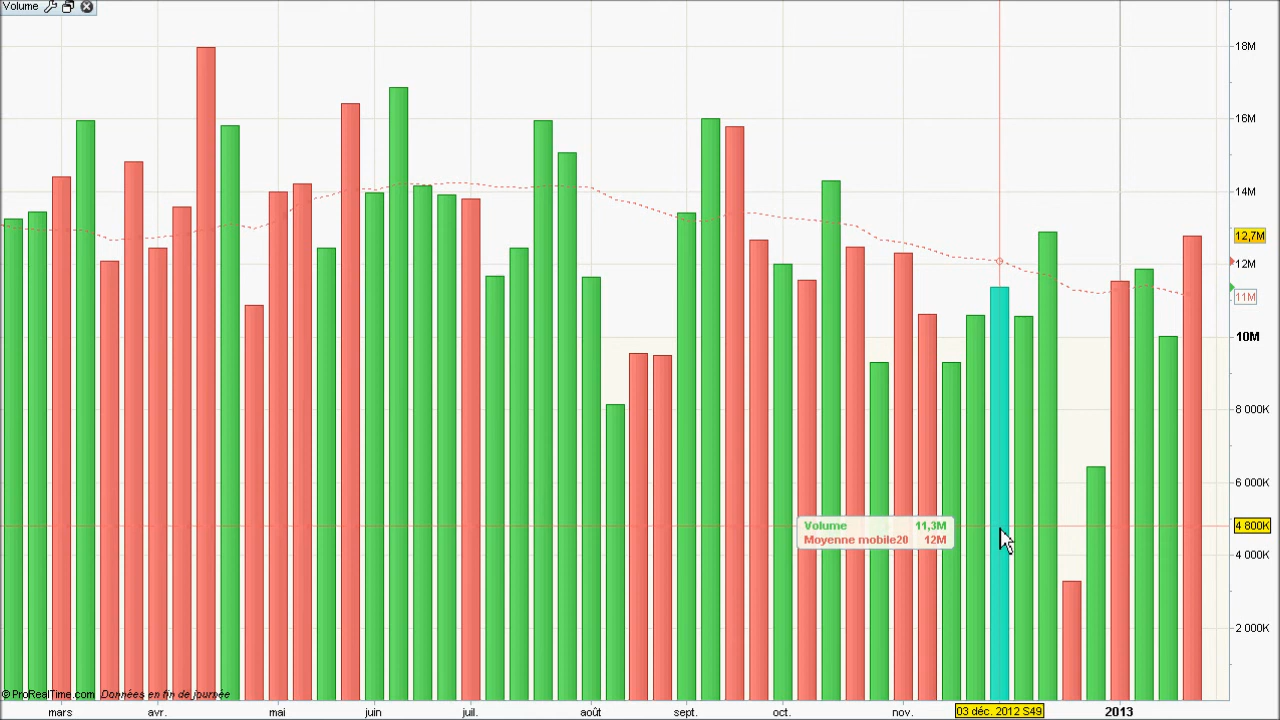 Volume
18M
16M
14M
12,7M
12M
11M
10M
8 000K
6 000K
Volume 11,3M
Moyenne mobile20 12M
4 800K
4 000K
2 000K
© ProRealTime.com Données en fin de journée
mars avr. mai juin juil. août sept. oct. nov. 03 déc. 2012 S49 2013